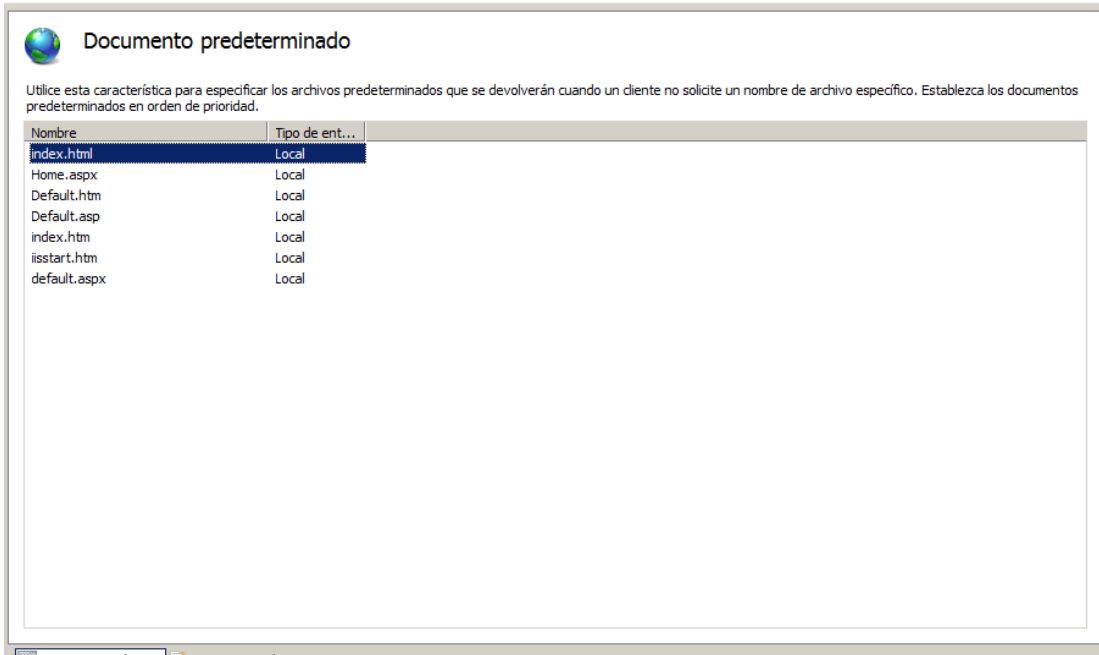 Documento predeterminado
Utilice esta característica para especificar los archivos predeterminados que se devolverán cuando un cliente no solicite un nombre de archivo específico. Establezca los documentos
predeterminados en orden de prioridad.
Nombre Tipo de ent...
index.html Local
Home.aspx Local
Default.htm Local
Default.asp Local
index.htm Local
iisstart.htm Local
default.aspx Local